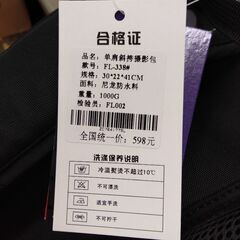 合格证
品名：单肩斜挎摄影包
款号：FL-338#
规格：30*22*41CM
面料：尼龙防水料
重量：1000G
检验员：FL002
全国统一价：598元
洗涤保养说明
冷温熨烫不超过10℃
不可漂洗
适宜手洗
不可拧干